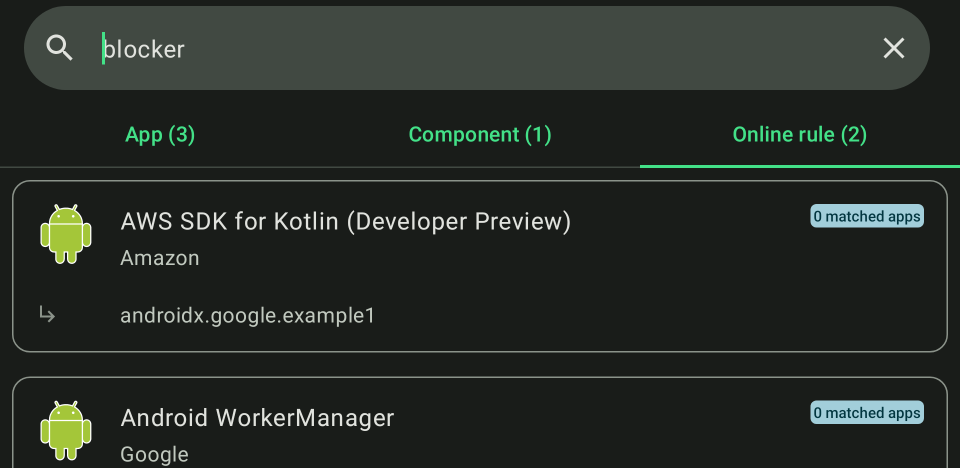 blocker
App (3)
Component (1)
Online rule (2)
AWS SDK for Kotlin (Developer Preview)
0 matched apps
Amazon
androidx.google.example1
Android WorkerManager
0 matched apps
Google